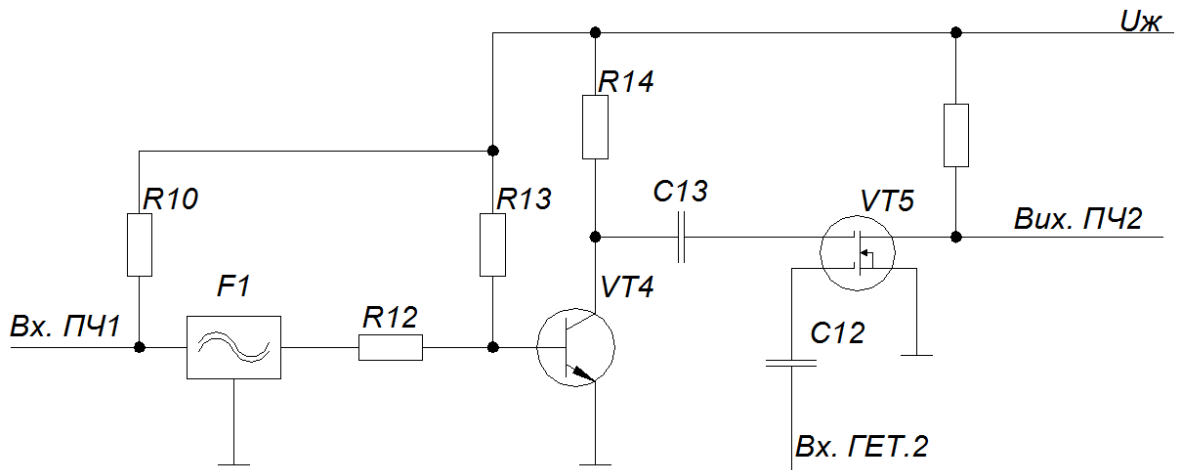 Uж
R14
R10
R13
C13
VT5
Вих. ПЧ2
F1
VT4
Вх. ПЧ1
R12
C12
Вх. ГЕТ.2